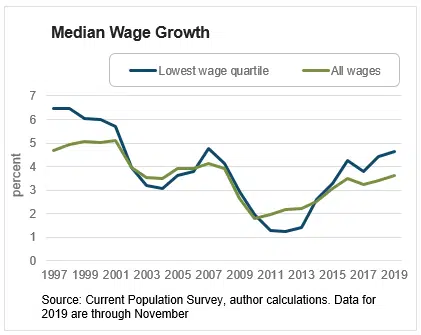 Median Wage Growth
Lowest wage quartile
All wages
7
6
5
4
3
2
1
0
percent
1997 1999 2001 2003 2005 2007 2009 2011 2013 2015 2017 2019
Source: Current Population Survey, author calculations. Data for
2019 are through November